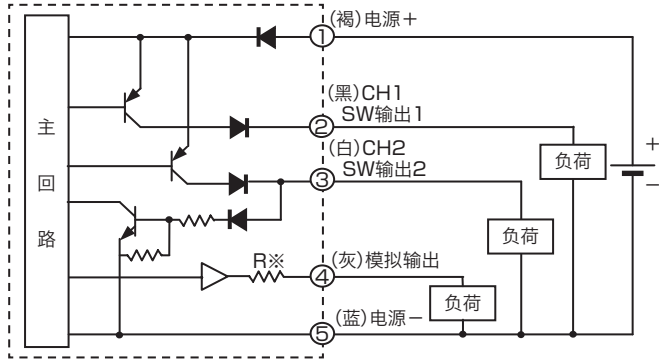 (褐)电源+
①
主回路
(黑)CH1
SW输出1
②
(白)CH2
SW输出2
③
R※
(灰)模拟输出
④
(蓝)电源-
⑤
负荷
负荷
负荷
+
-